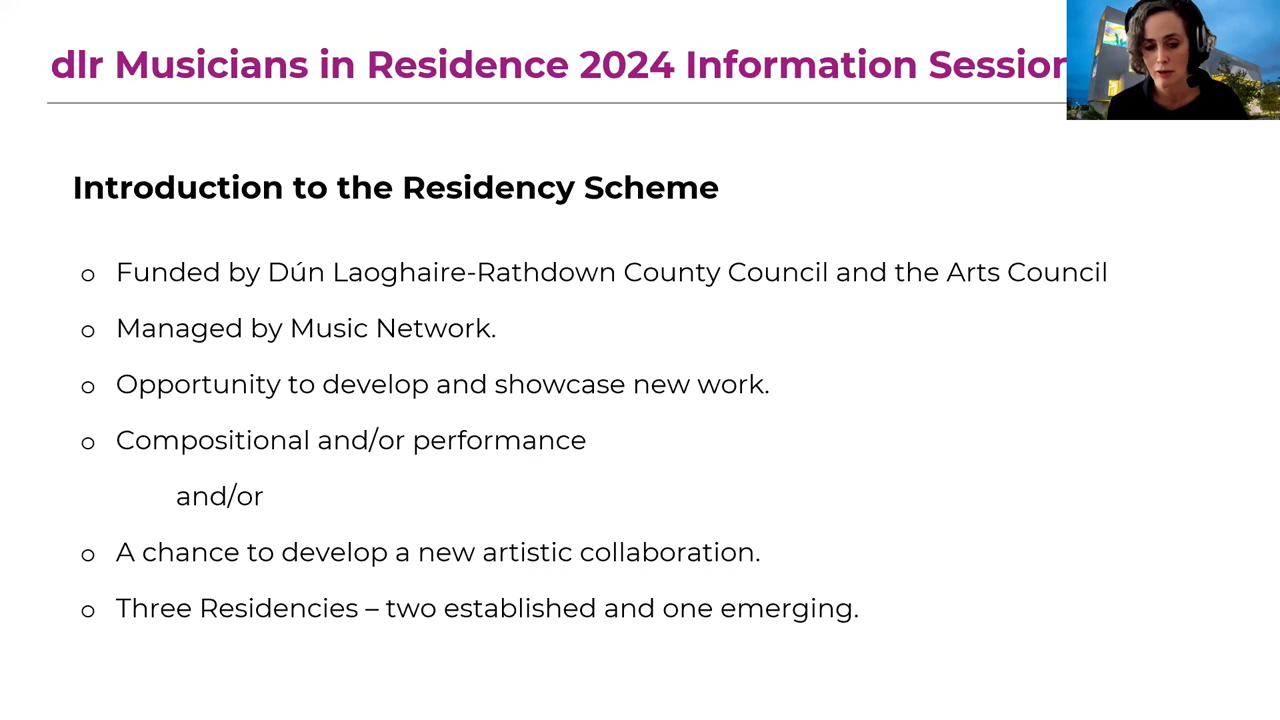 dlr Musicians in Residence 2024 Information Session
Introduction to the Residency Scheme
o Funded by Dún Laoghaire-Rathdown County Council and the Arts Council
o Managed by Music Network.
o Opportunity to develop and showcase new work.
o Compositional and/or performance
and/or
o A chance to develop a new artistic collaboration.
o Three Residencies – two established and one emerging.